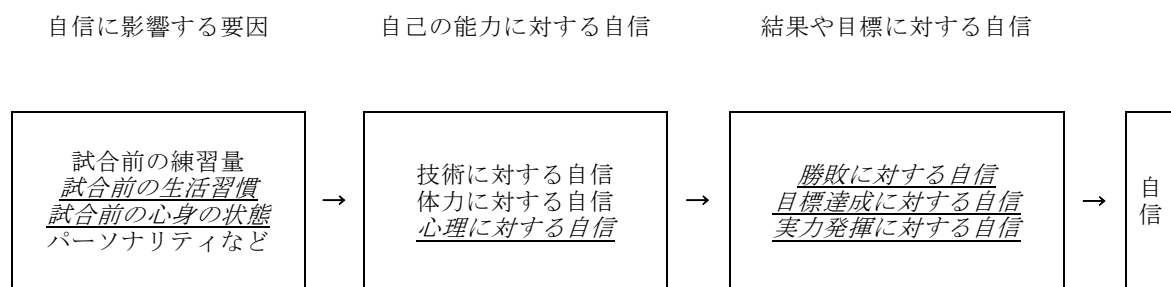 自信に影響する要因
自己の能力に対する自信
結果や目標に対する自信
試合前の練習量
試合前の生活習慣
試合前の心身の状態
パーソナリティなど
→
技術に対する自信
体力に対する自信
心理に対する自信
→
勝敗に対する自信
目標達成に対する自信
実力発揮に対する自信
→
自
信